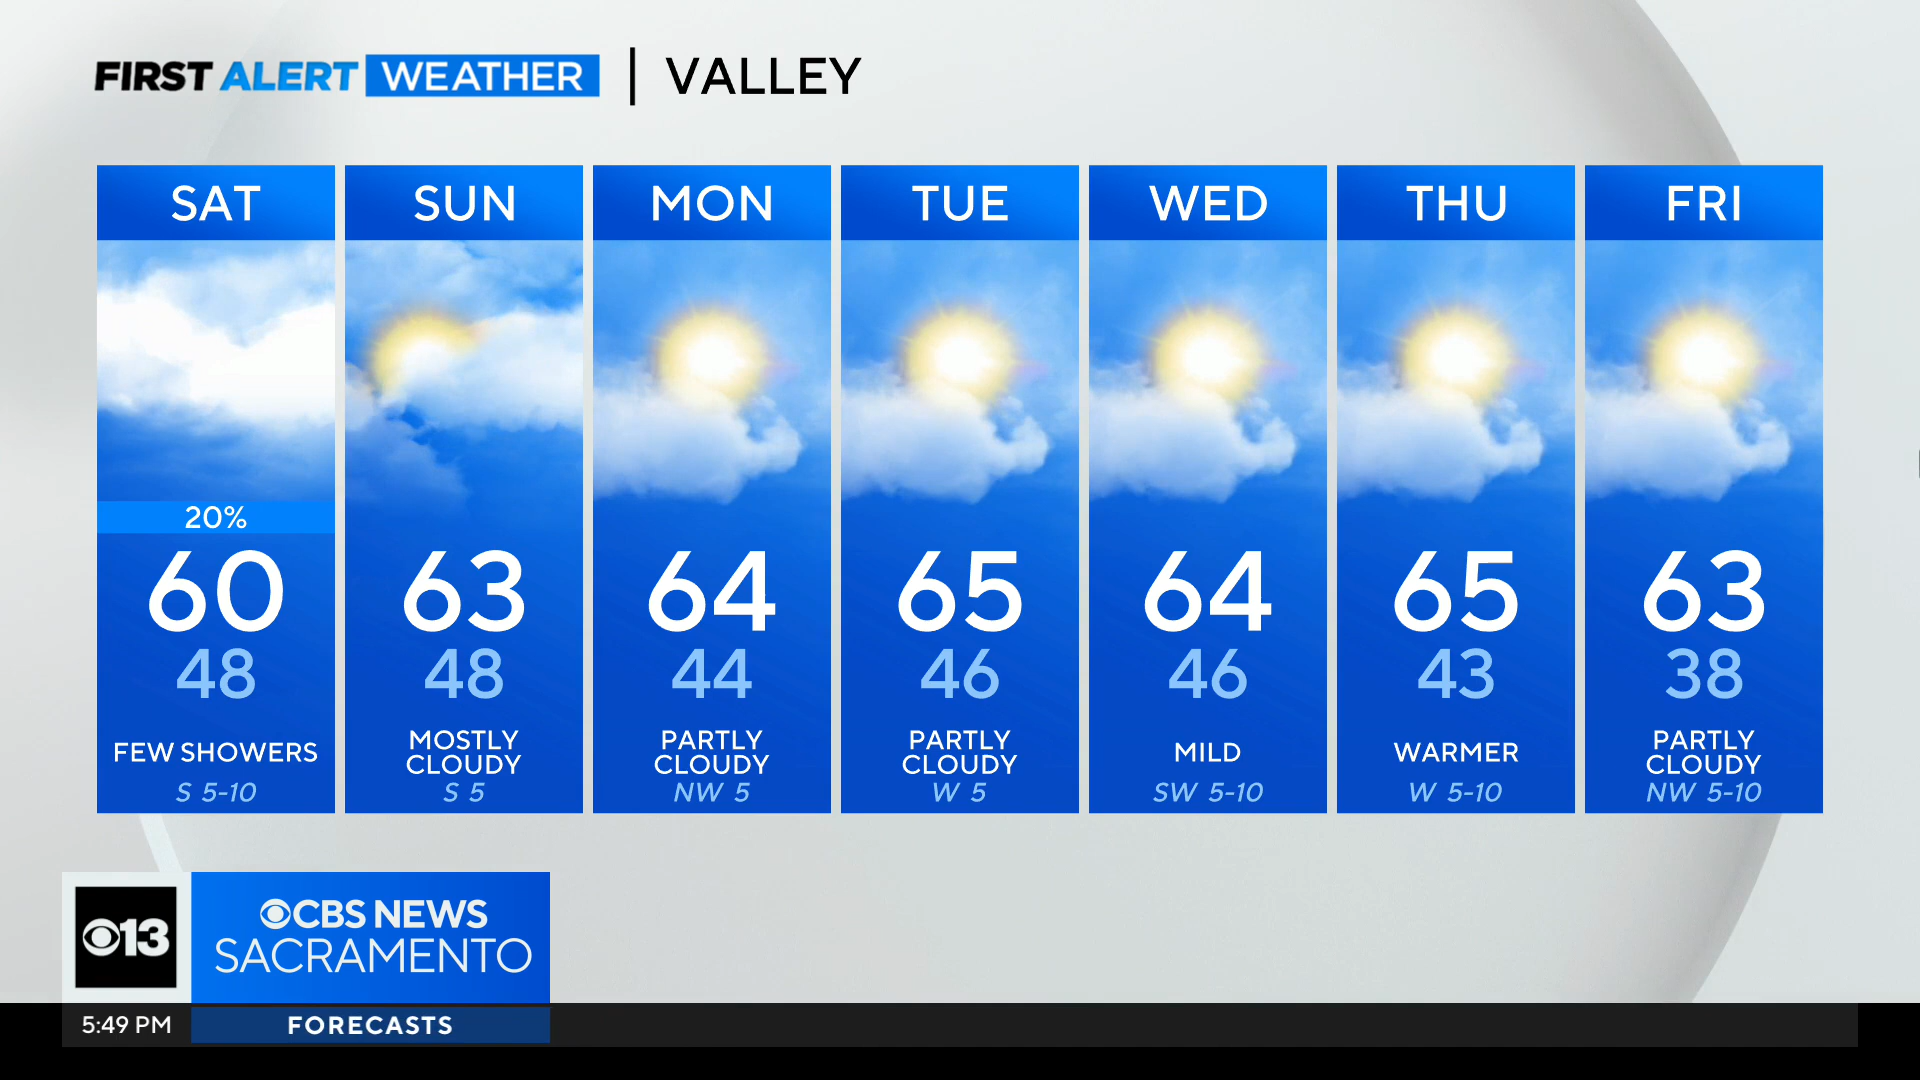 FIRST ALERT WEATHER | VALLEY
SAT
20%
60
48
FEW SHOWERS
S 5-10
SUN
63
48
MOSTLY
CLOUDY
S 5
MON
64
44
PARTLY
CLOUDY
NW 5
TUE
65
46
PARTLY
CLOUDY
W 5
WED
64
46
MILD
SW 5-10
THU
65
43
WARMER
W 5-10
FRI
63
38
PARTLY
CLOUDY
NW 5-10
13
CBS NEWS
SACRAMENTO
5:49 PM
FORECASTS